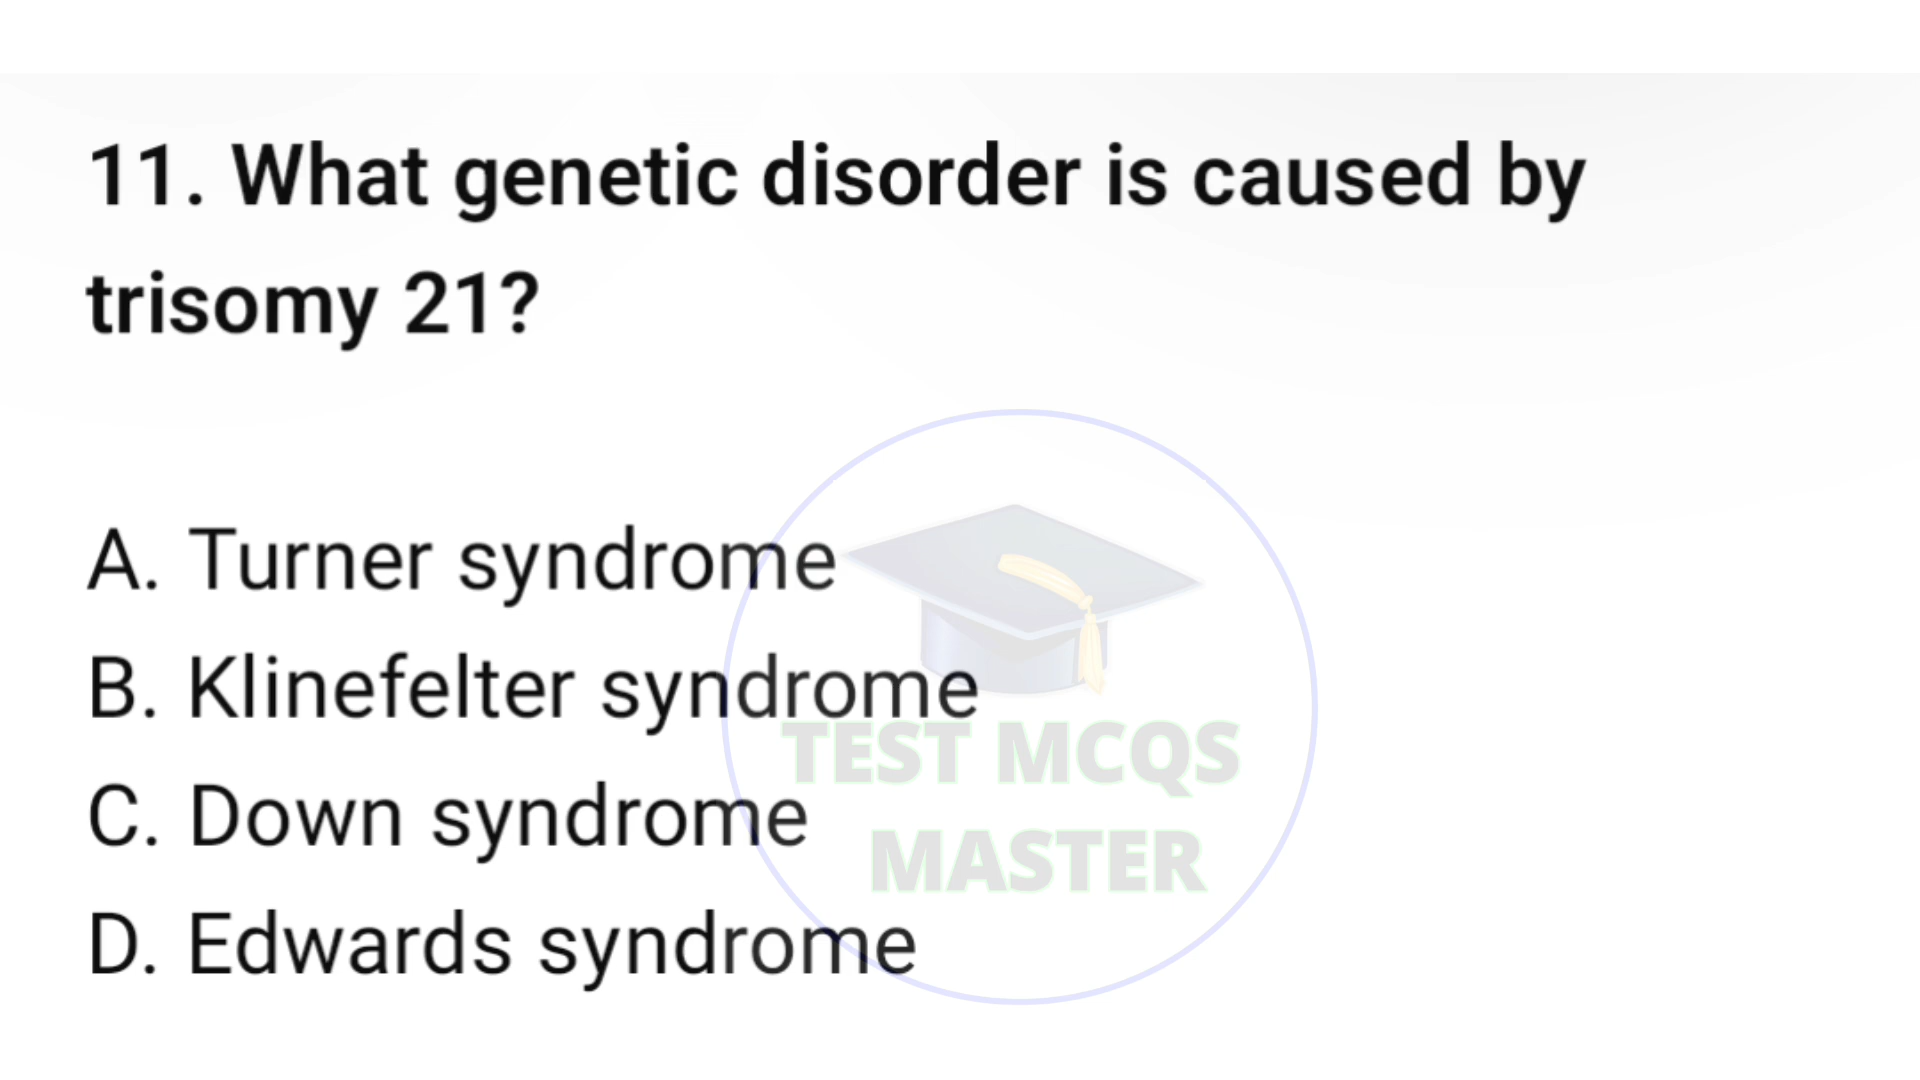 11. What genetic disorder is caused by
trisomy 21?
A. Turner syndrome
B. Klinefelter syndrome
C. Down syndrome
D. Edwards syndrome
TEST MCQS
MASTER